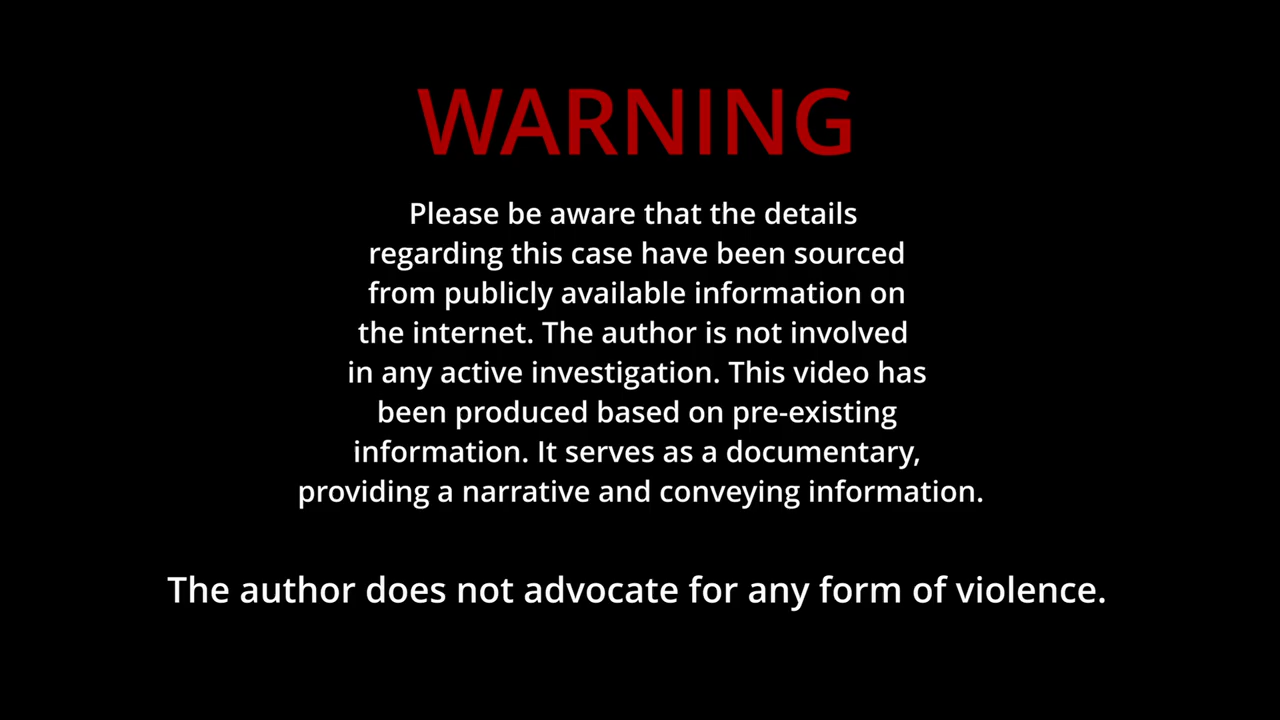 WARNING
Please be aware that the details
regarding this case have been sourced
from publicly available information on
the internet. The author is not involved
in any active investigation. This video has
been produced based on pre-existing
information. It serves as a documentary,
providing a narrative and conveying information.
The author does not advocate for any form of violence.